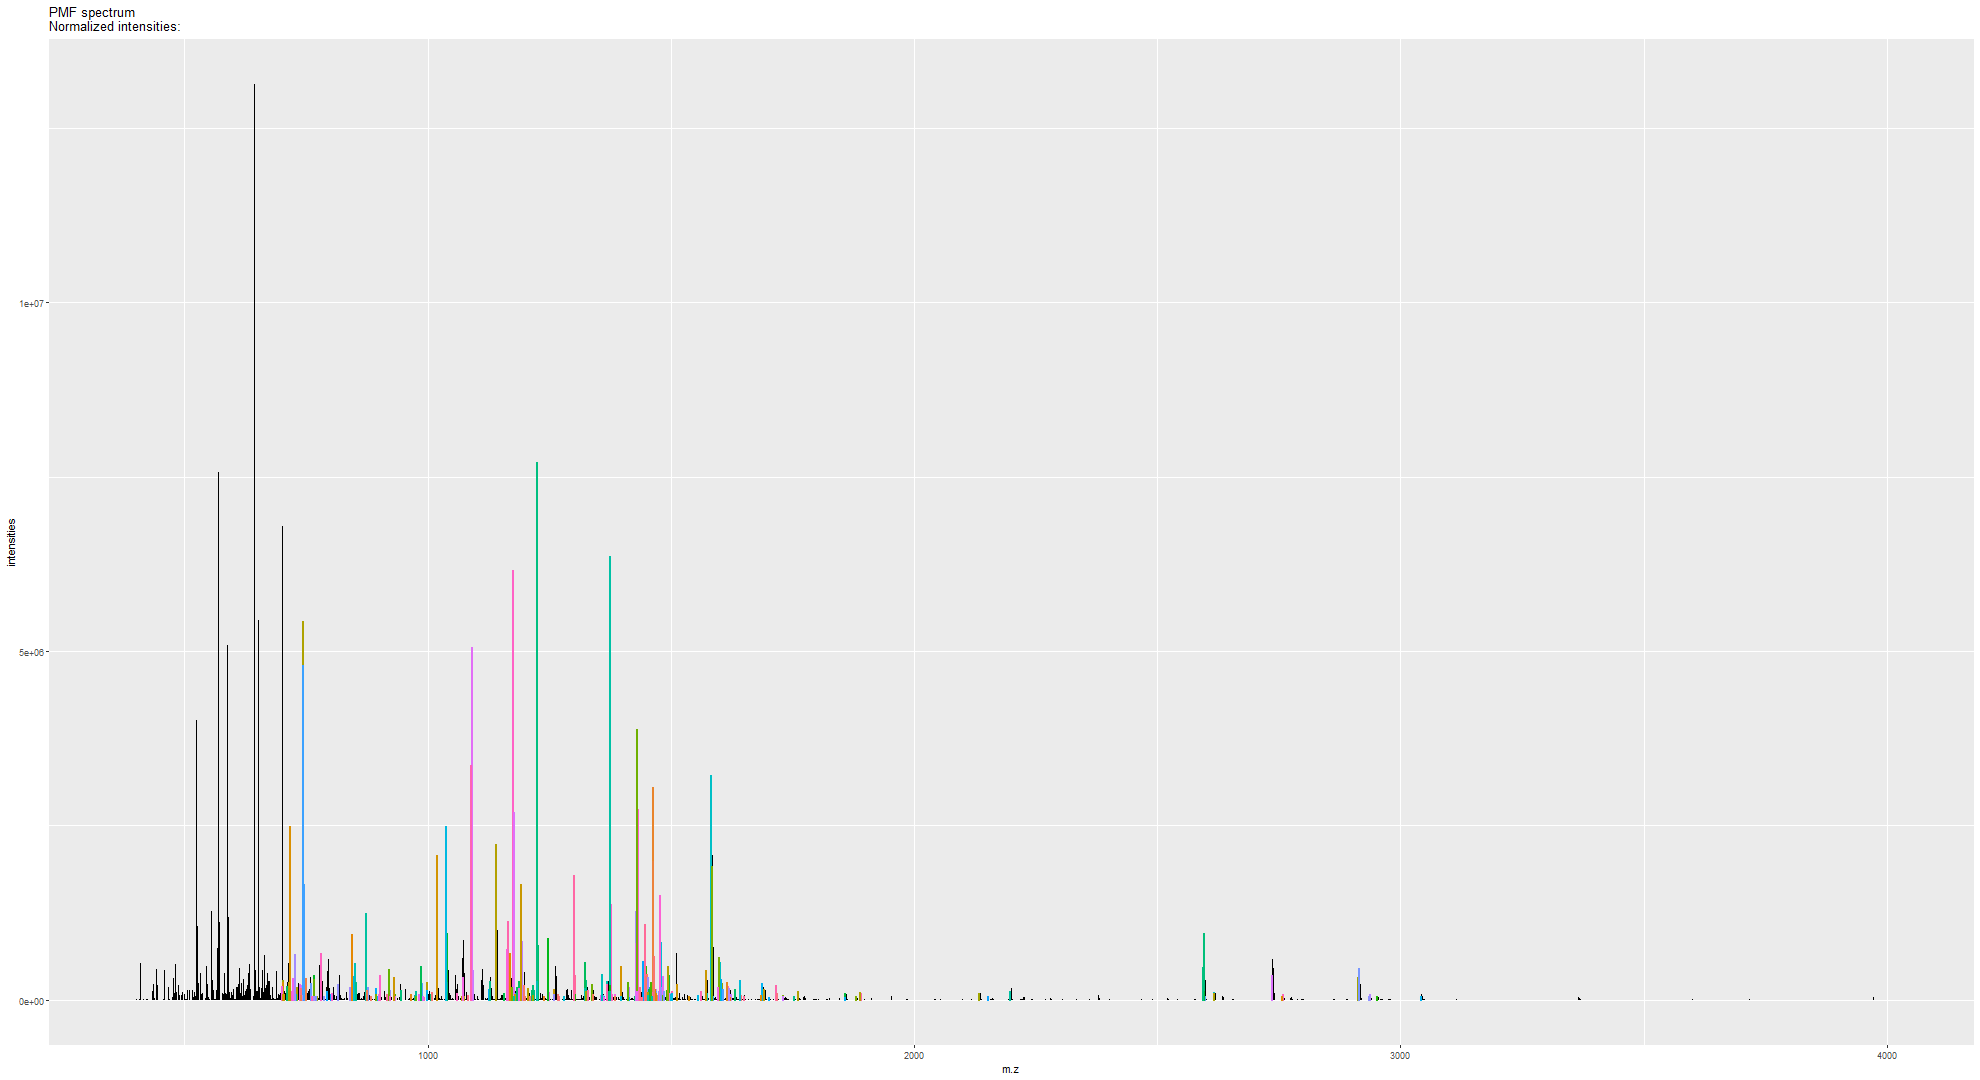 PMF spectrum
Normalized intensities:
1e+07
5e+06
0e+00
intensities
1000
2000
3000
4000
m.z